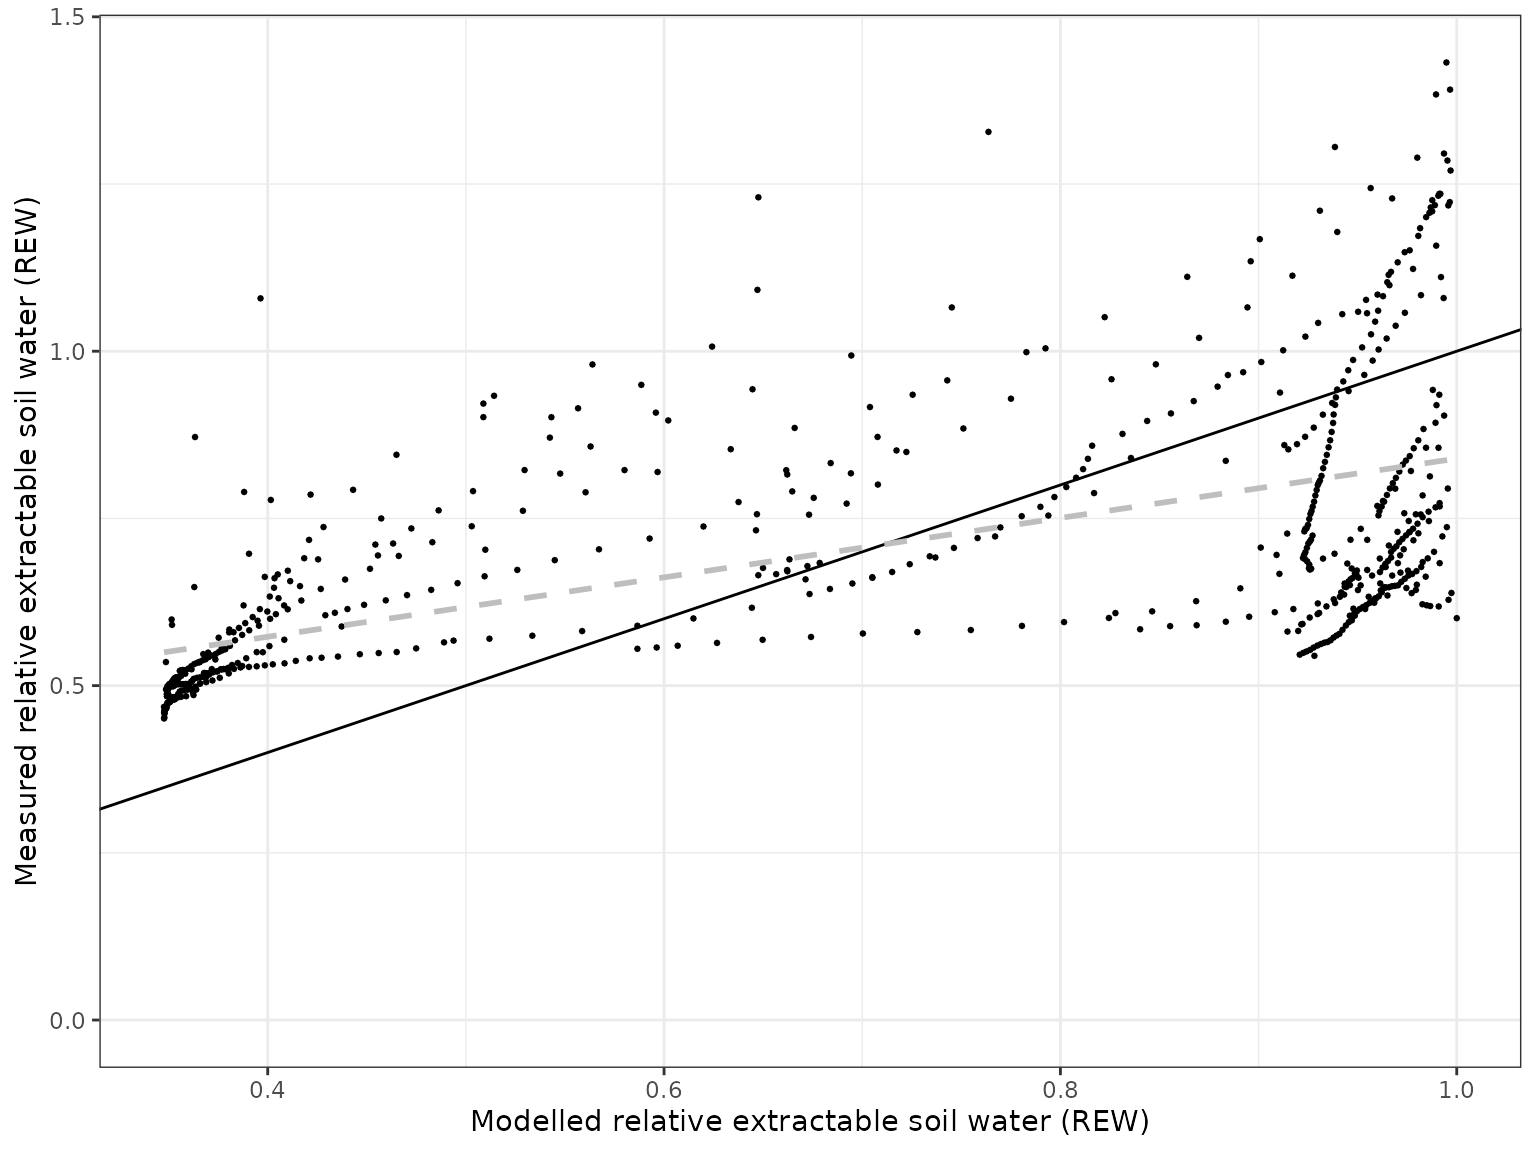 1.5
1.0
0.5
0.0
Measured relative extractable soil water (REW)
0.4 0.6 0.8 1.0
Modelled relative extractable soil water (REW)